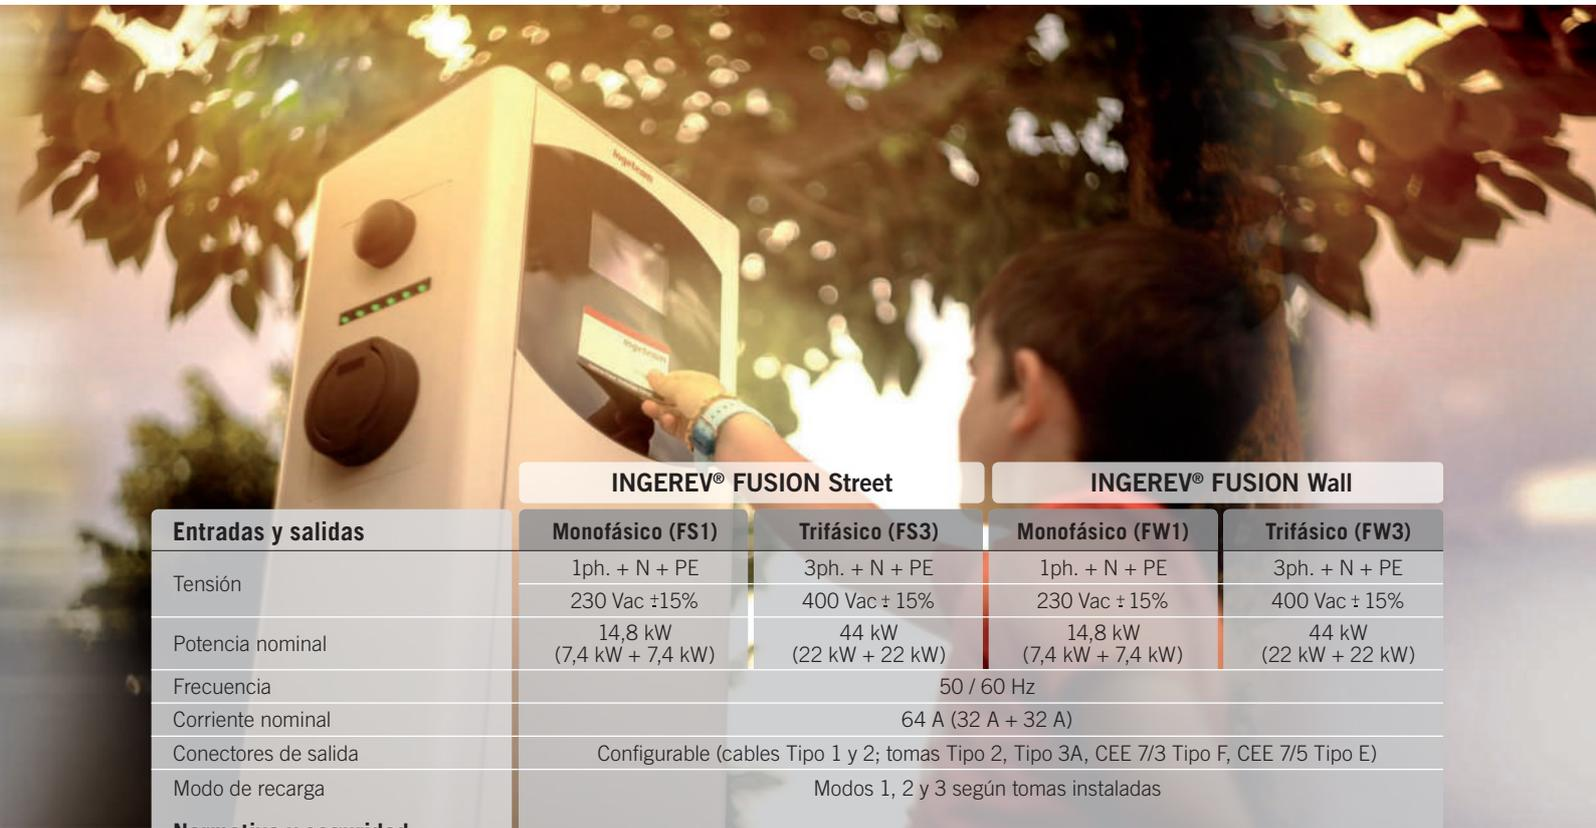 ingeteam
ingeteam
INGEREV® FUSION Street INGEREV® FUSION Wall
Entradas y salidas Monofásico (FS1) Trifásico (FS3) Monofásico (FW1) Trifásico (FW3)
Tensión 1ph. + N + PE 3ph. + N + PE 1ph. + N + PE 3ph. + N + PE
230 Vac ±15% 400 Vac ± 15% 230 Vac ± 15% 400 Vac ± 15%
Potencia nominal 14,8 kW 44 kW 14,8 kW 44 kW
(7,4 kW + 7,4 kW) (22 kW + 22 kW) (7,4 kW + 7,4 kW) (22 kW + 22 kW)
Frecuencia 50 / 60 Hz
Corriente nominal 64 A (32 A + 32 A)
Conectores de salida Configurable (cables Tipo 1 y 2; tomas Tipo 2, Tipo 3A, CEE 7/3 Tipo F, CEE 7/5 Tipo E)
Modo de recarga Modos 1, 2 y 3 según tomas instaladas